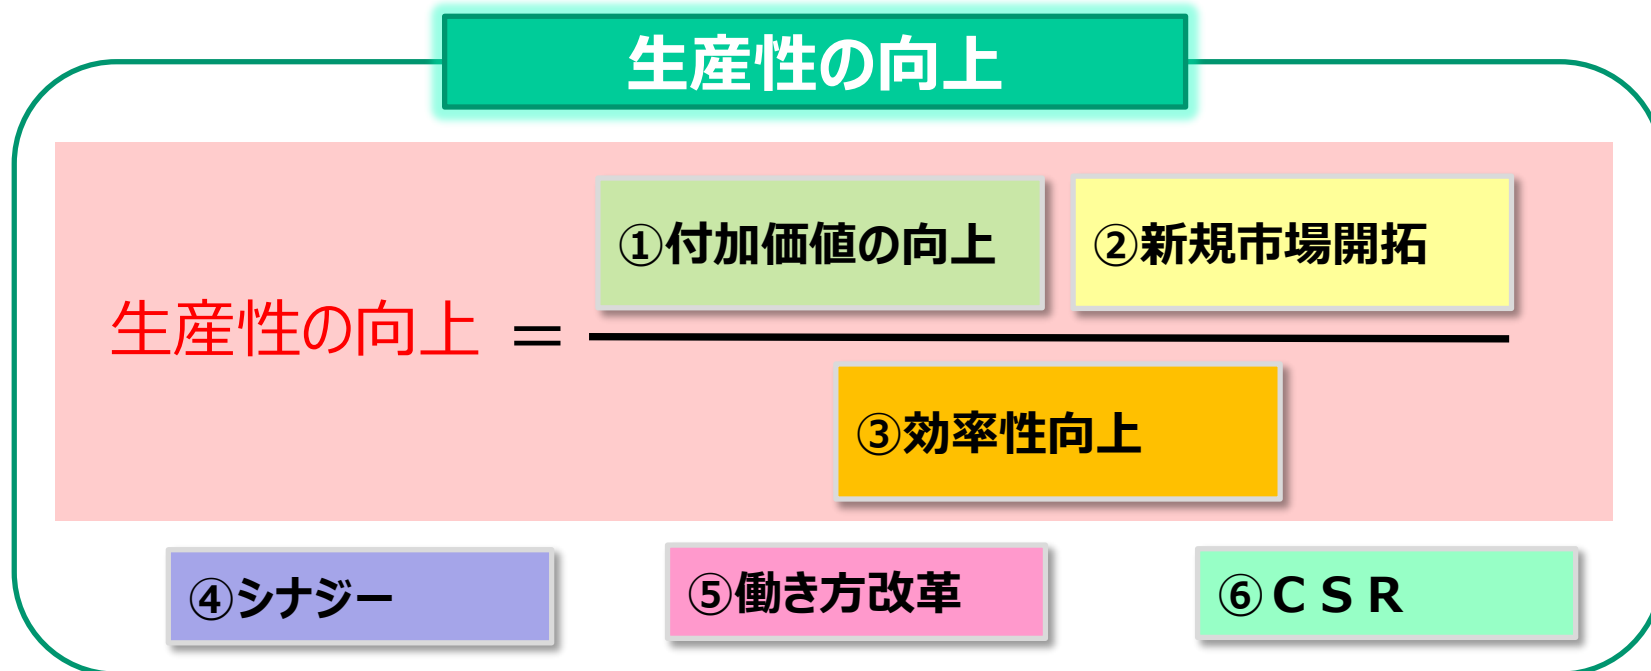 生産性の向上
①付加価値の向上
②新規市場開拓
生産性の向上 =
③効率性向上
④シナジー
⑤働き方改革
⑥ＣＳＲ